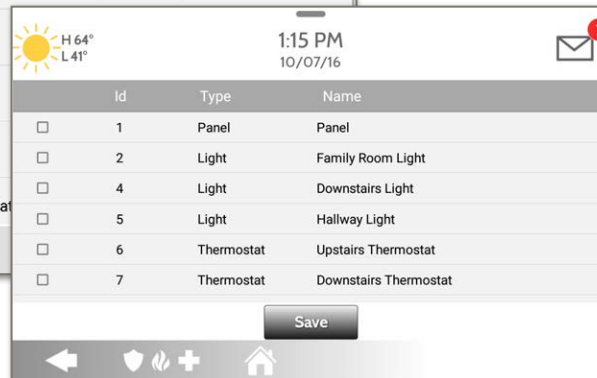 H 64°
L 41°
1:15 PM
10/07/16
Id Type Name
1 Panel Panel
2 Light Family Room Light
4 Light Downstairs Light
5 Light Hallway Light
6 Thermostat Upstairs Thermostat
7 Thermostat Downstairs Thermostat
Save